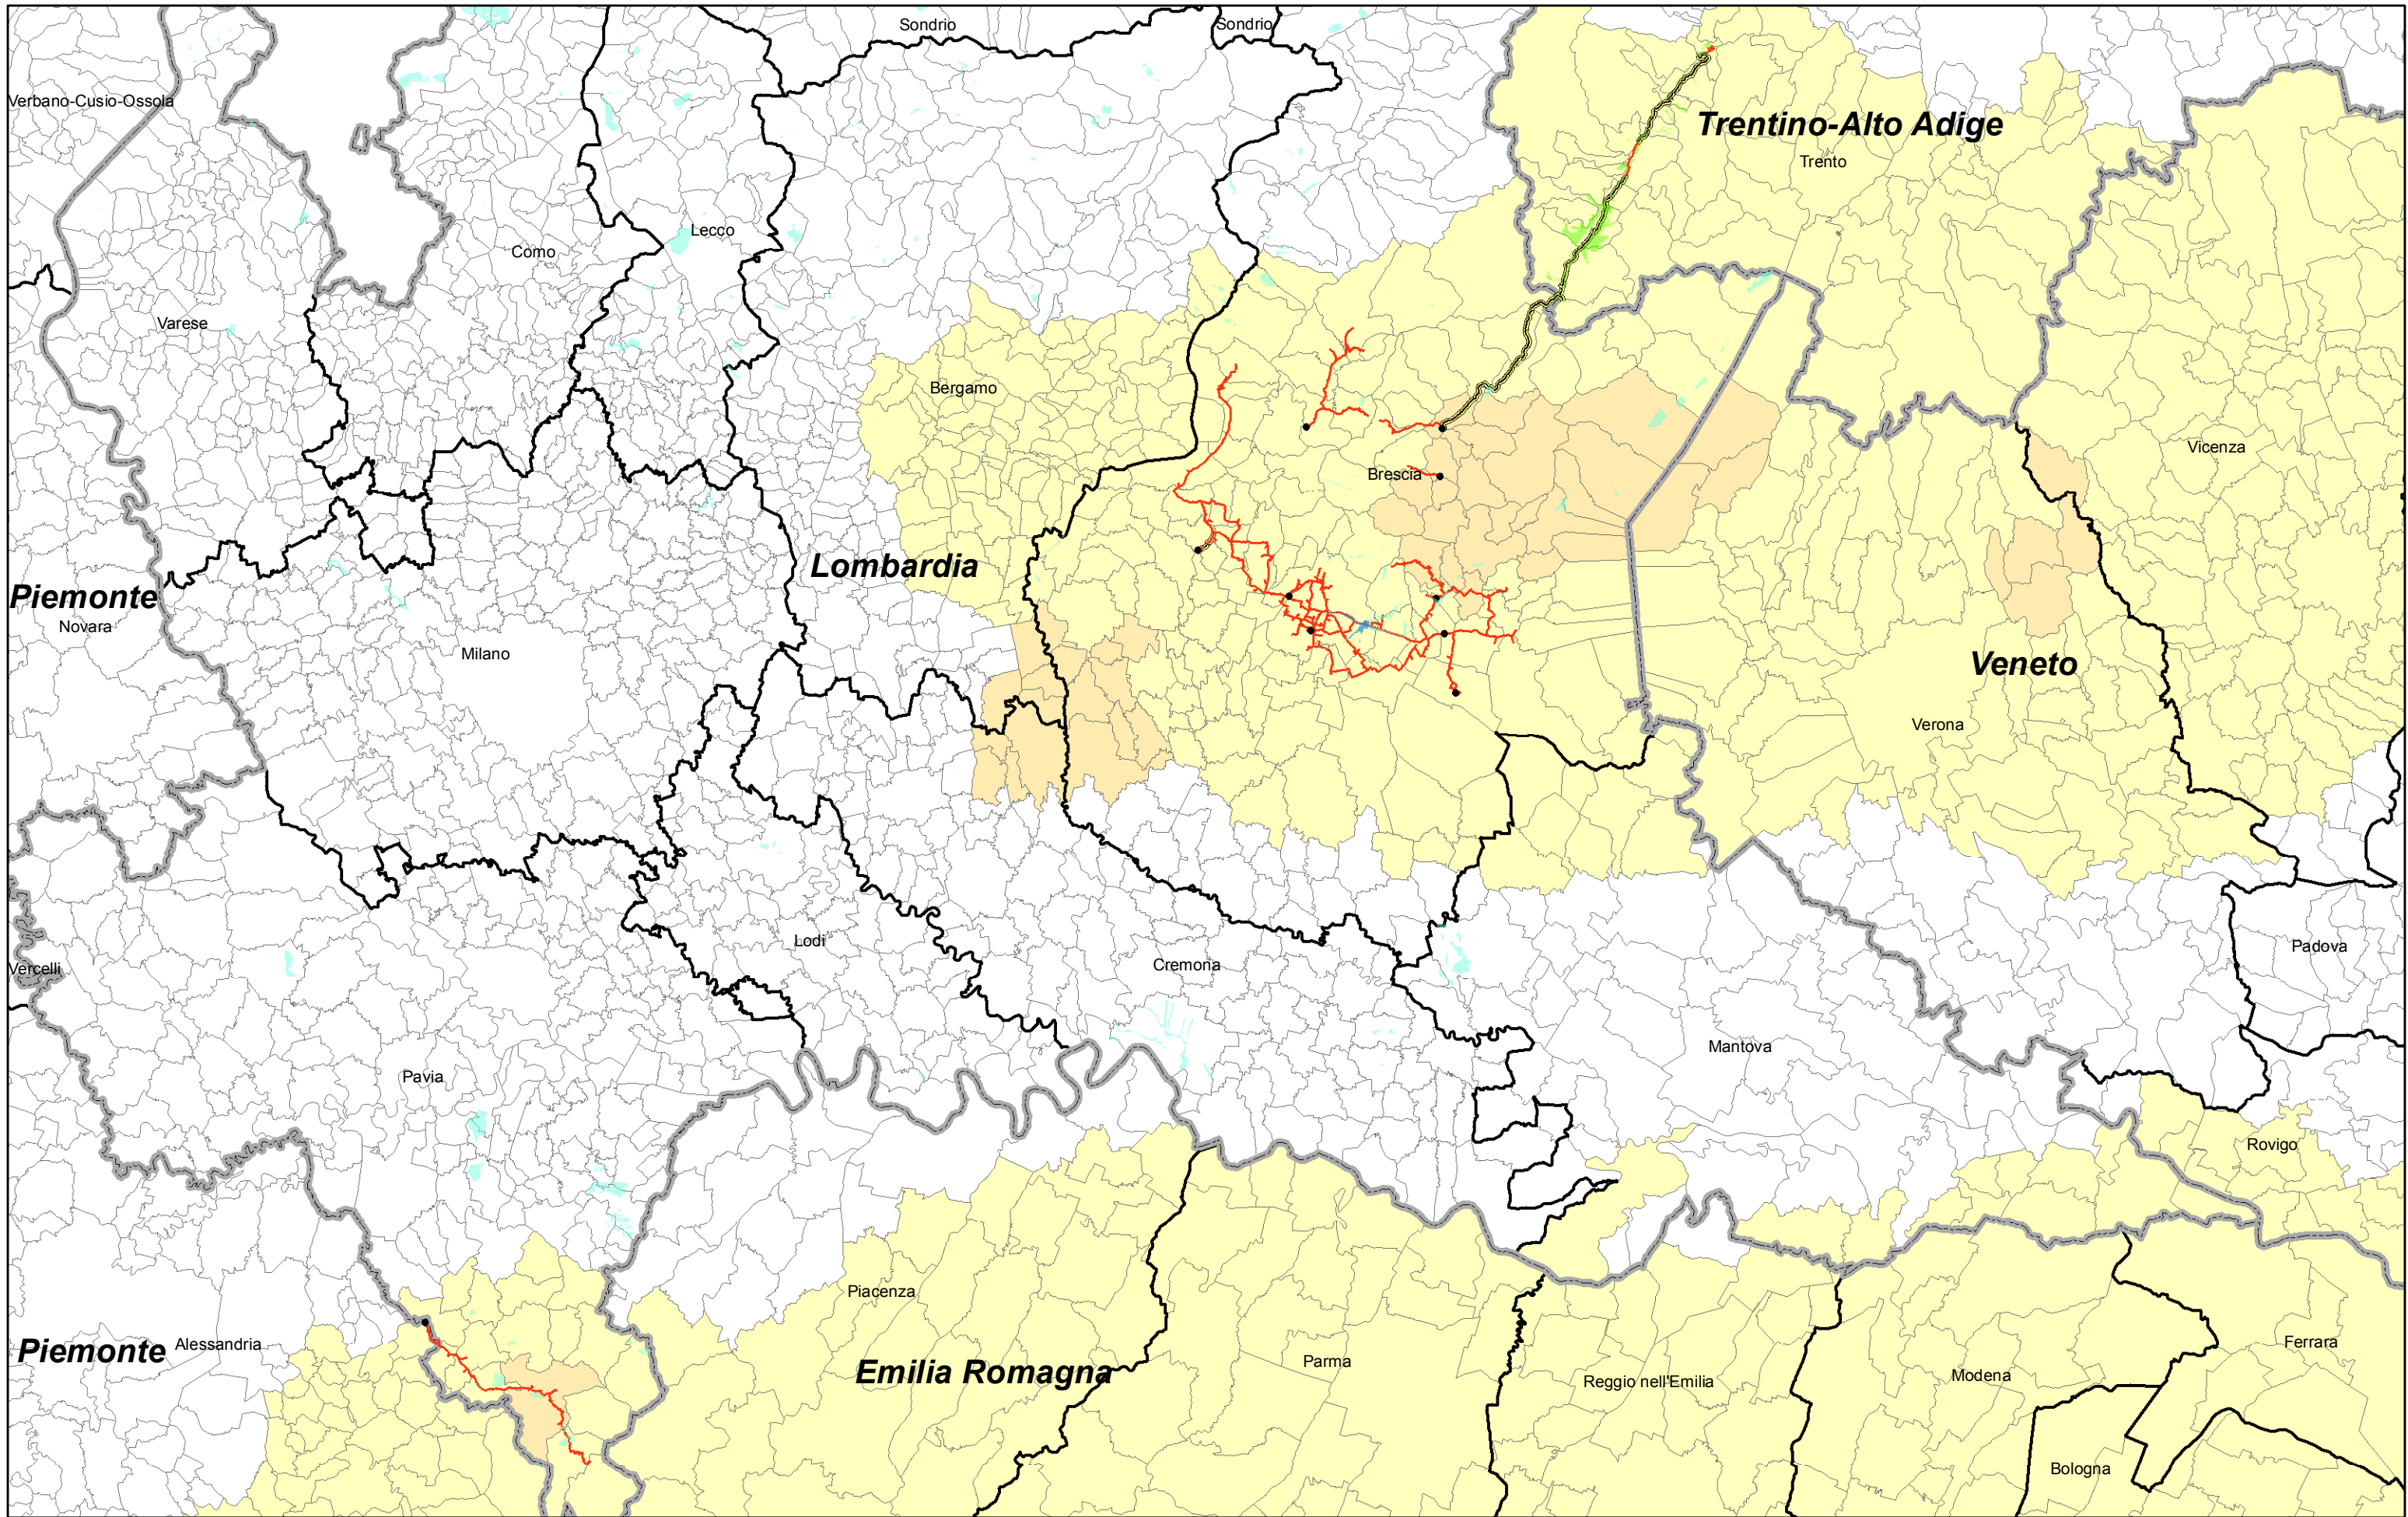 Sondrio
Sondrio
Verbano-Cusio-Ossola
Trentino-Alto Adige
Trento
Lecco
Como
Varese
Bergamo
Vicenza
Brescia
Lombardia
Piemonte
Novara
Milano
Veneto
Verona
Lodi
Padova
Cremona
Vercelli
Mantova
Pavia
Rovigo
Piacenza
Ferrara
Piemonte
Alessandria
Emilia Romagna
Parma
Modena
Reggio nell'Emilia
Bologna